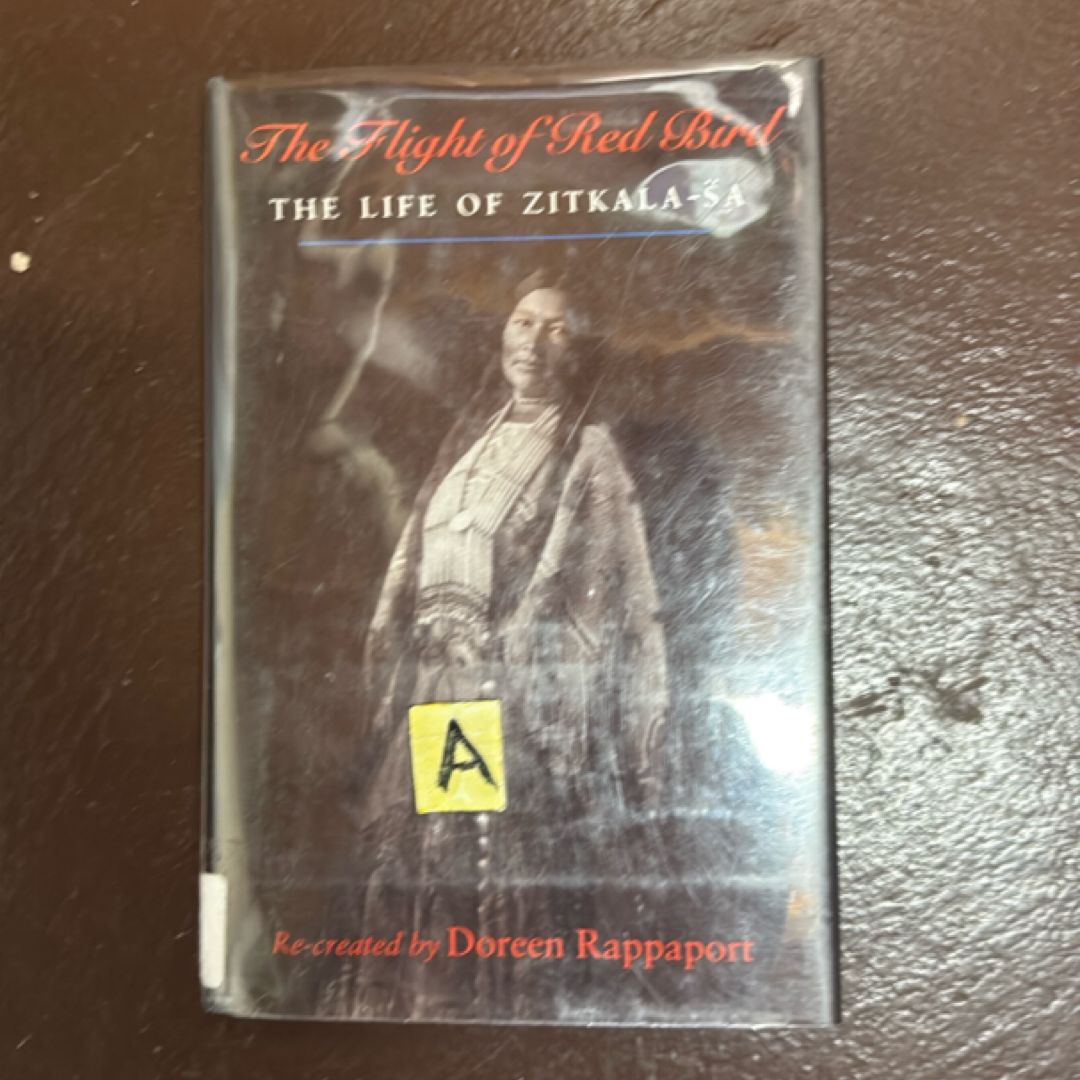 The Flight of Red Bird
THE LIFE OF ZITKALA-ŠA
A
Re-created by Doreen Rappaport